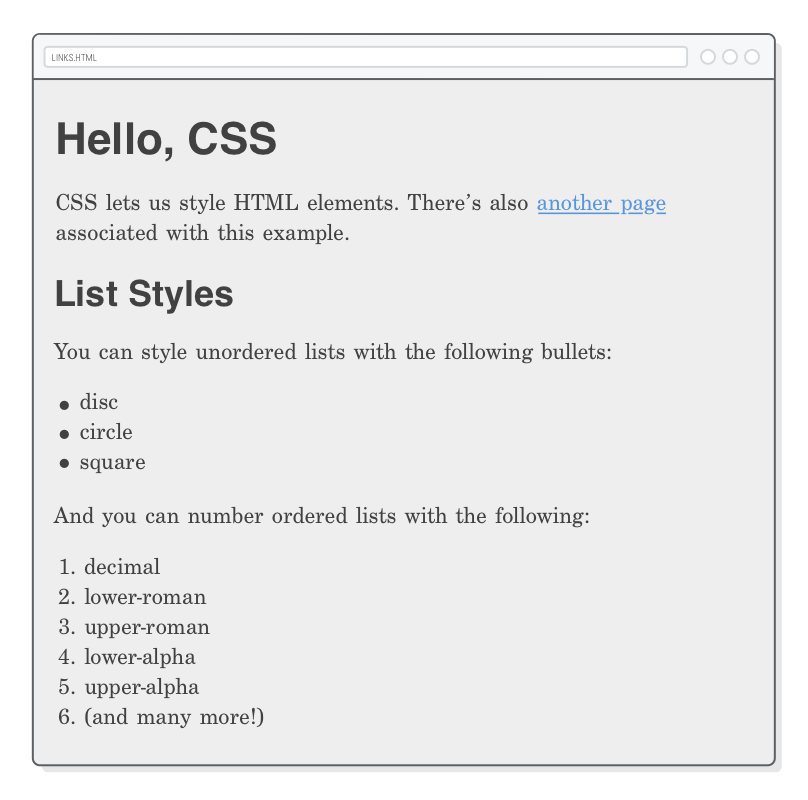 LINKS.HTML
Hello, CSS
CSS lets us style HTML elements. There’s also another page
associated with this example.
List Styles
You can style unordered lists with the following bullets:
• disc
• circle
• square
And you can number ordered lists with the following:
1. decimal
2. lower-roman
3. upper-roman
4. lower-alpha
5. upper-alpha
6. (and many more!)